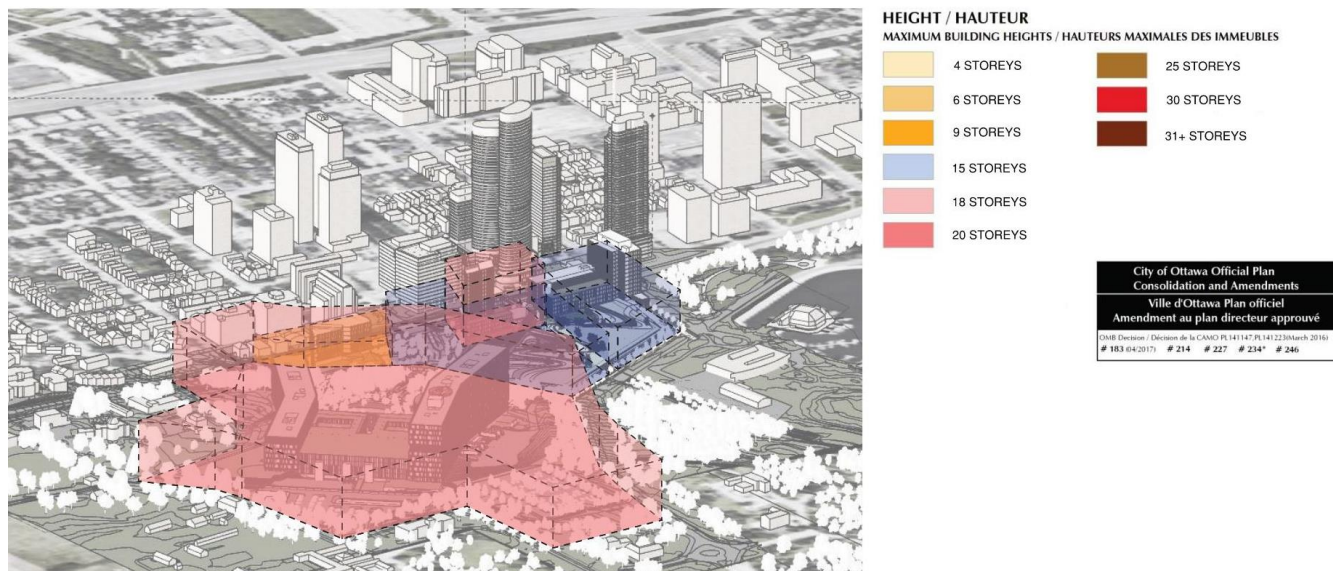 HEIGHT / HAUTEUR
MAXIMUM BUILDING HEIGHTS / HAUTEURS MAXIMALES DES IMMEUBLES
4 STOREYS
6 STOREYS
9 STOREYS
15 STOREYS
18 STOREYS
20 STOREYS
25 STOREYS
30 STOREYS
31+ STOREYS
City of Ottawa Official Plan
Consolidation and Amendments
Ville d'Ottawa Plan officiel
Amendment au plan directeur approuvé
OMB Decision / Décision de la CAMO PL141147,PL141223(March 2016)
# 183 (04/2017) # 214 # 227 # 234* # 246